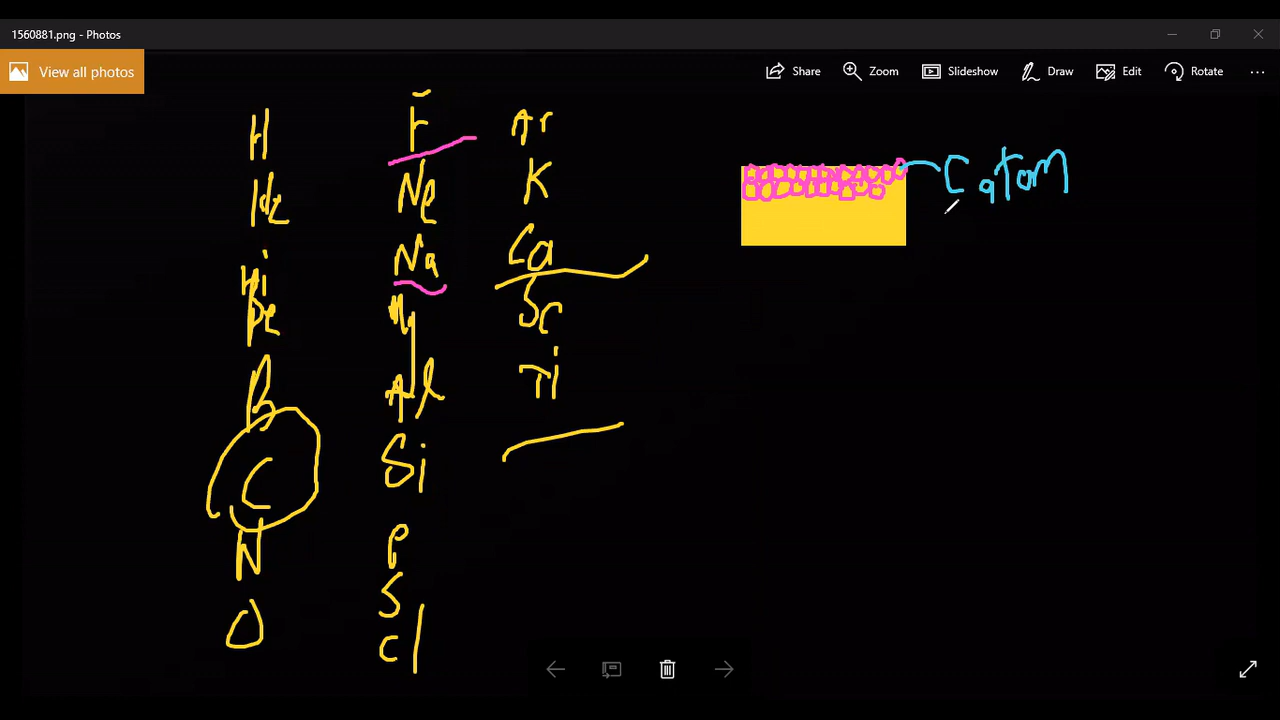 1560881.png - Photos
View all photos
Share
Zoom
Slideshow
Draw
Edit
Rotate
H
He
Be
B
C
N
O
F
Ne
Na
Mg
Al
Si
P
S
Cl
Ar
K
Ca
Sc
Ti
C atom